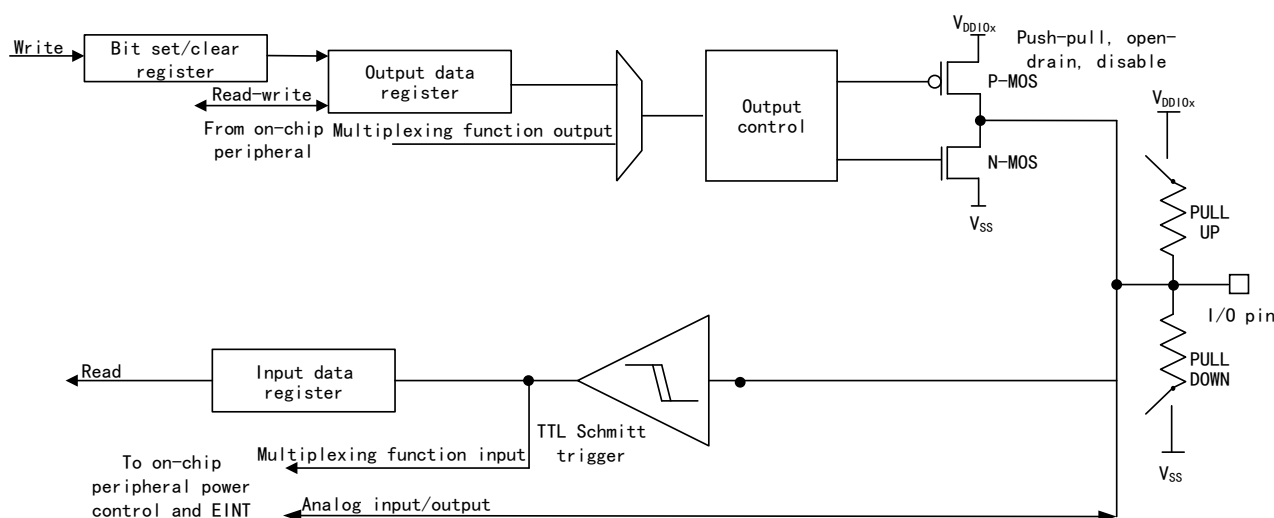 Write
Bit set/clear
register
Read-write
From on-chip
peripheral
Output data
register
Multiplexing function output
Output
control
VDDIOx
Push-pull, open-
drain, disable
P-MOS
N-MOS
VSS
VDDIOx
PULL
UP
I/O pin
PULL
DOWN
VSS
Read
Input data
register
TTL Schmitt
trigger
Multiplexing function input
To on-chip
peripheral power
control and EINT
Analog input/output